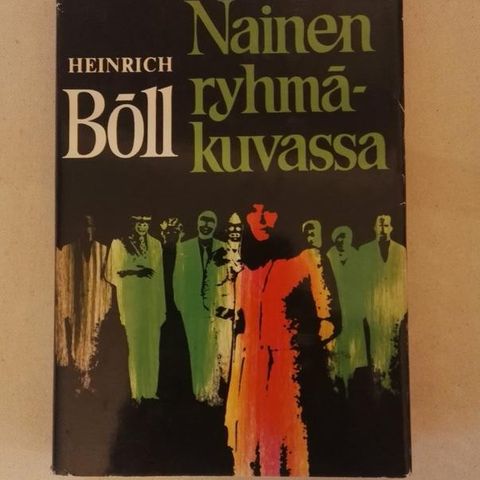 HEINRICH
Böll
Nainen
ryhmä-
kuvassa